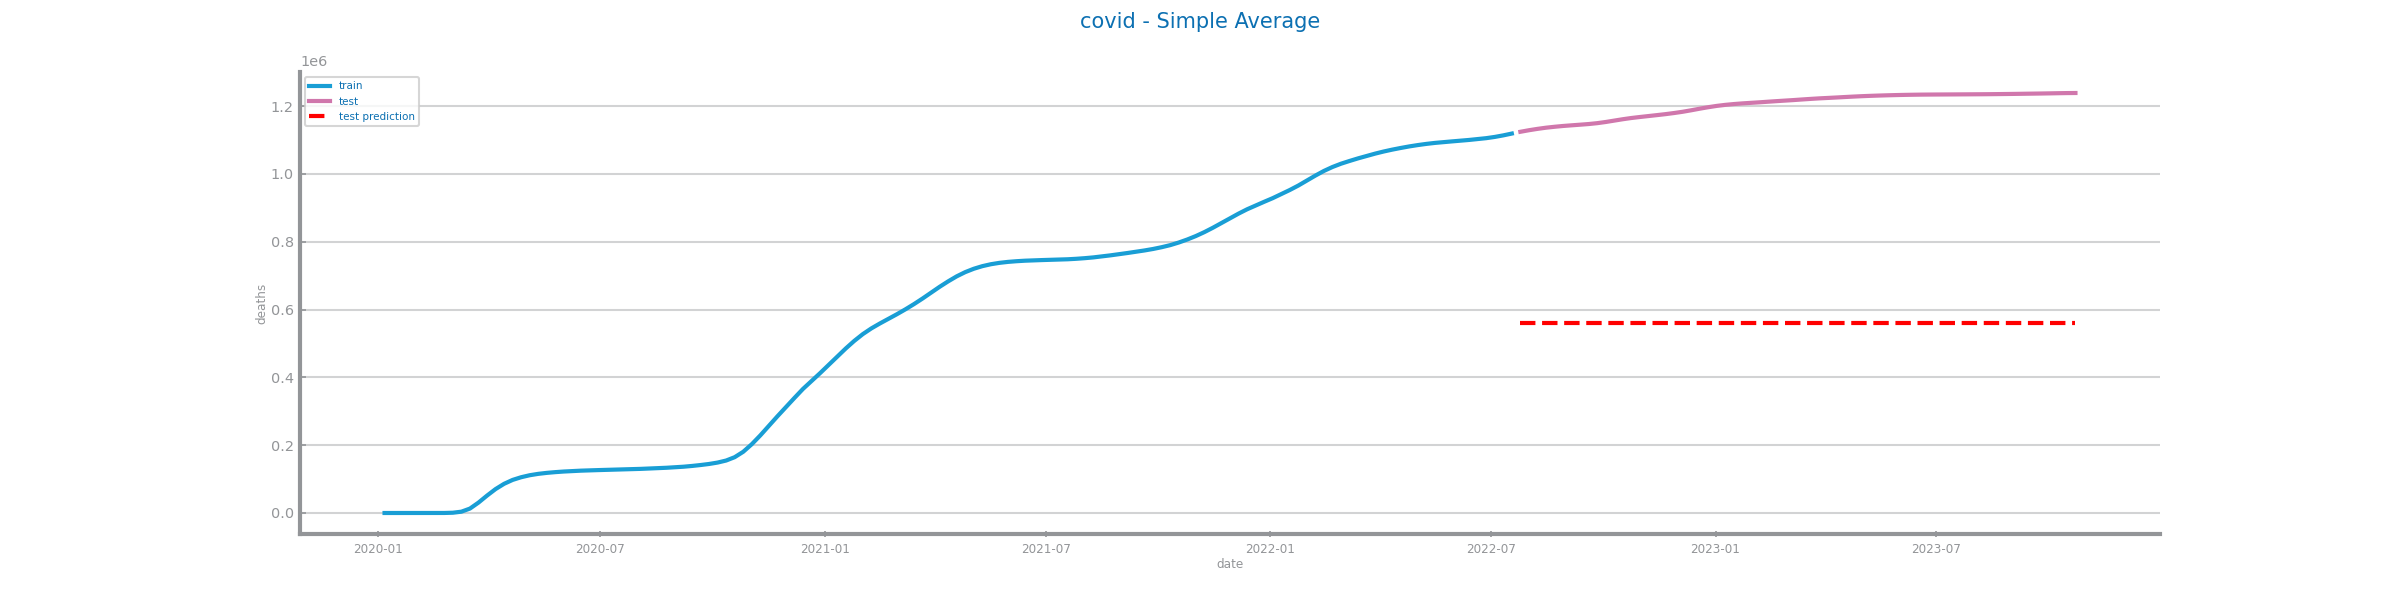 covid - Simple Average
1e6
train
test
test prediction
1.2
1.0
0.8
0.6
0.4
0.2
0.0
deaths
2020-01 2020-07 2021-01 2021-07 2022-01 2022-07 2023-01 2023-07
date